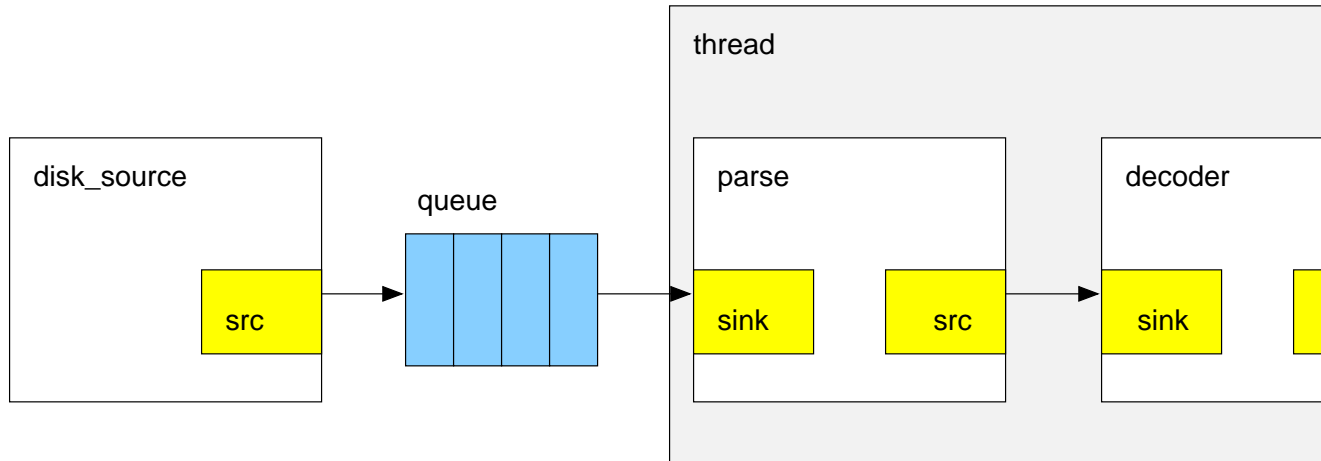 thread
disk_source
parse
decoder
queue
src
sink
src
sink